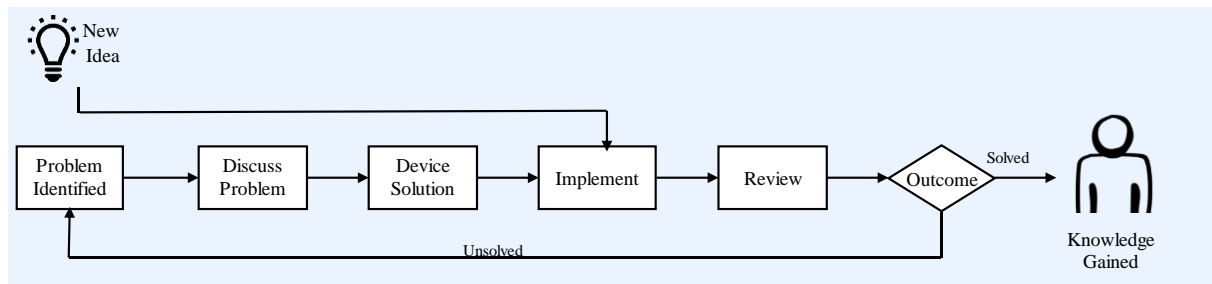 New
Idea
Problem
Identified
Discuss
Problem
Device
Solution
Implement
Review
Outcome
Solved
Knowledge
Gained
Unsolved